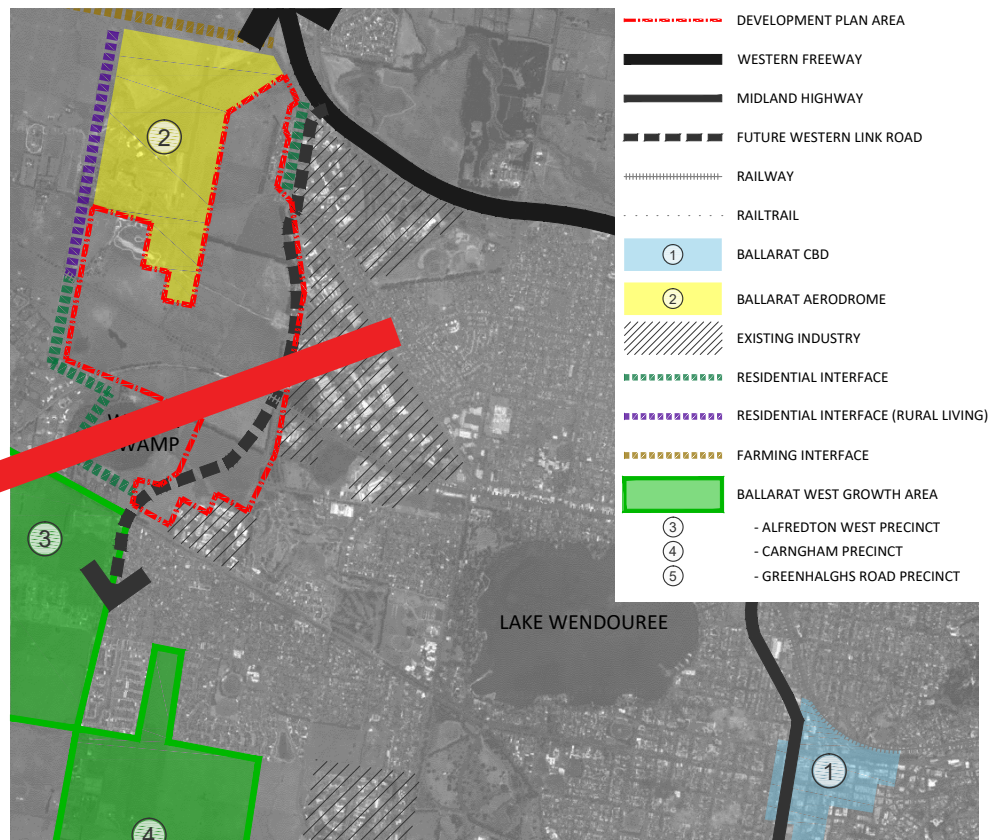 DEVELOPMENT PLAN AREA
WESTERN FREEWAY
MIDLAND HIGHWAY
FUTURE WESTERN LINK ROAD
RAILWAY
RAILTRAIL
1 BALLARAT CBD
2 BALLARAT AERODROME
EXISTING INDUSTRY
RESIDENTIAL INTERFACE
RESIDENTIAL INTERFACE (RURAL LIVING)
FARMING INTERFACE
BALLARAT WEST GROWTH AREA
3 - ALFREDTON WEST PRECINCT
4 - CARNGHAM PRECINCT
5 - GREENHALGHS ROAD PRECINCT
2
3
LAKE WENDOUREE
1
4